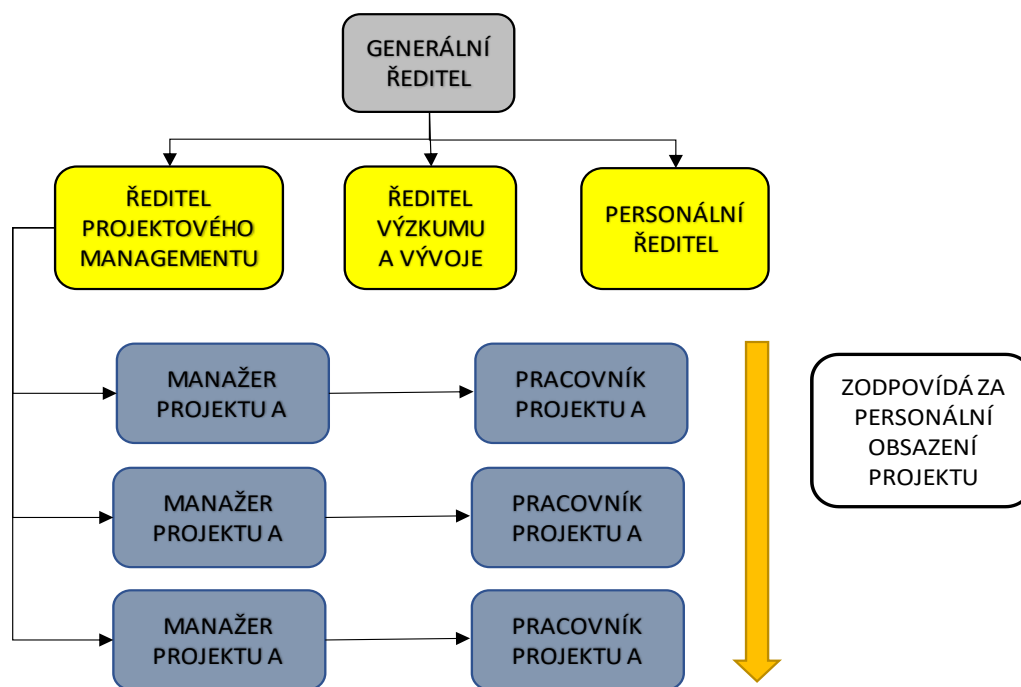 GENERÁLNÍ
ŘEDITEL
ŘEDITEL
PROJEKTOVÉHO
MANAGEMENTU
ŘEDITEL
VÝZKUMU
A VÝVOJE
PERSONÁLNÍ
ŘEDITEL
MANAŽER
PROJEKTU A
PRACOVNÍK
PROJEKTU A
ZODPOVÍDÁ ZA
PERSONÁLNÍ
OBSAZENÍ
PROJEKTU
MANAŽER
PROJEKTU A
PRACOVNÍK
PROJEKTU A
MANAŽER
PROJEKTU A
PRACOVNÍK
PROJEKTU A